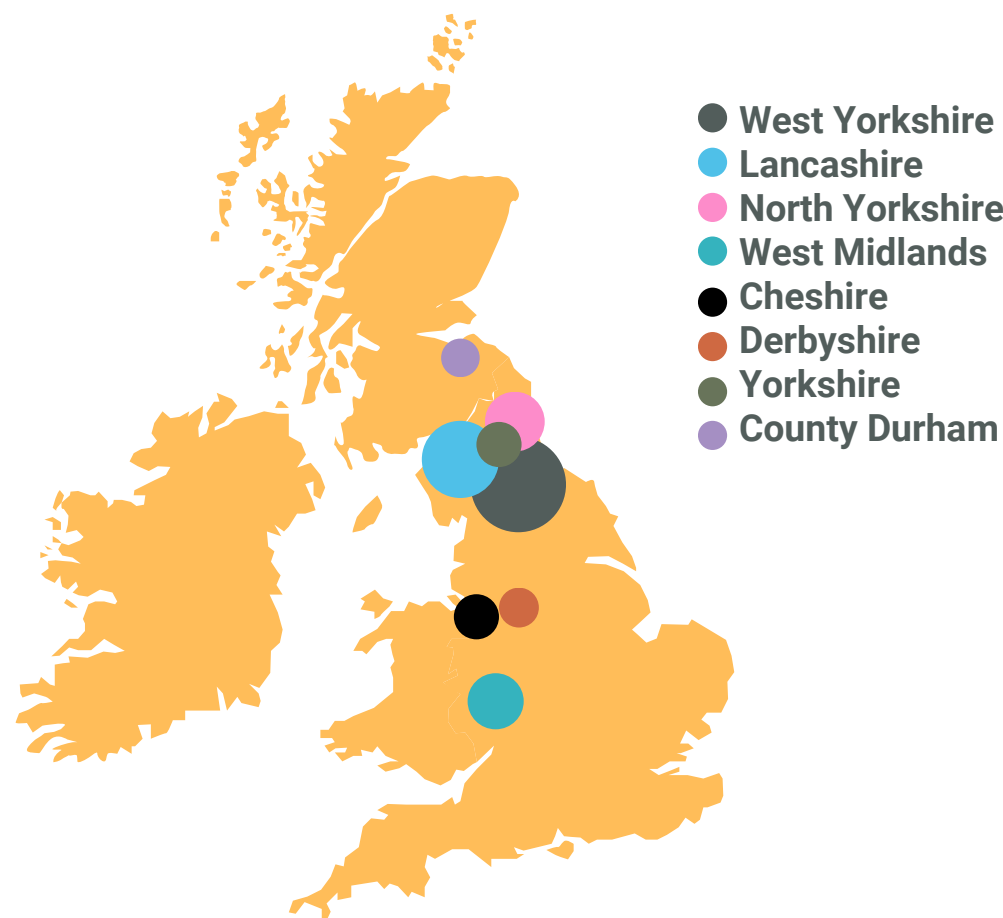 West Yorkshire
Lancashire
North Yorkshire
West Midlands
Cheshire
Derbyshire
Yorkshire
County Durham